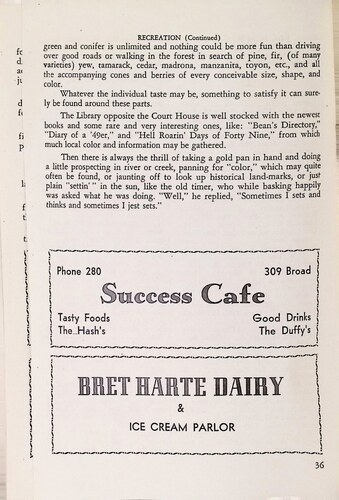 RECREATION (Continued)
green and conifer is unlimited and nothing could be more fun than driving
over good roads or walking in the forest in search of pine, fir, (of many
varieties) yew, tamarack, cedar, madrona, manzanita, toyon, etc., and all
the accompanying cones and berries of every conceivable size, shape, and
color.
Whatever the individual taste may be, something to satisfy it can sure-
ly be found around these parts.
The Library opposite the Court House is well stocked with the newest
books and some rare and very interesting ones, like: "Bean's Directory,"
"Diary of a '49er," and "Hell Roarin' Days of Forty Nine," from which
much local color and information may be gathered.
Then there is always the thrill of taking a gold pan in hand and doing
a little prospecting in river or creek, panning for "color," which may quite
often be found, or jaunting off to look up historical land-marks, or just
plain "settin'" in the sun, like the old timer, who while basking happily
was asked what he was doing. "Well," he replied, "Sometimes I sets and
thinks and sometimes I jest sets."
Phone 280 309 Broad
Success Cafe
Tasty Foods Good Drinks
The Hash's The Duffy's
BRET HARTE DAIRY
&
ICE CREAM PARLOR
36